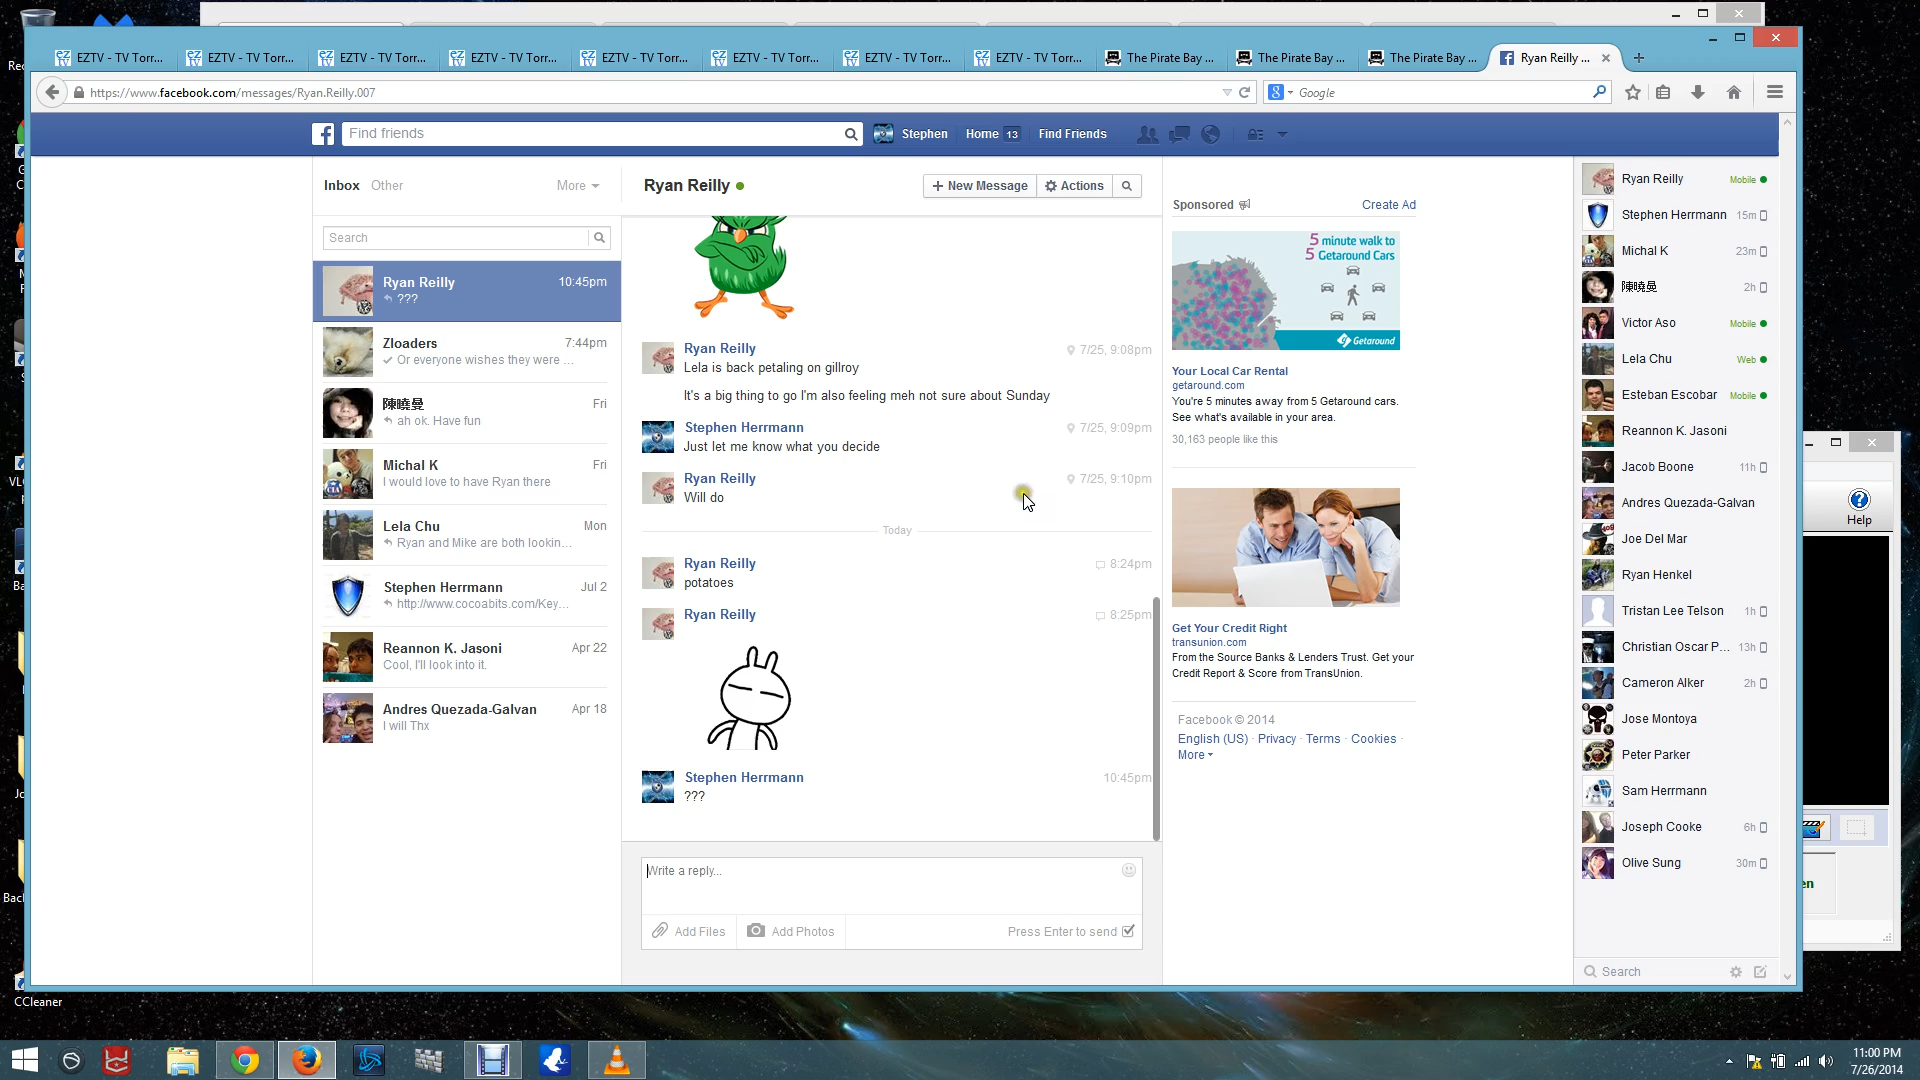 EZTV - TV Torr...
EZTV - TV Torr...
EZTV - TV Torr...
EZTV - TV Torr...
EZTV - TV Torr...
EZTV - TV Torr...
EZTV - TV Torr...
EZTV - TV Torr...
The Pirate Bay ...
The Pirate Bay ...
The Pirate Bay ...
Ryan Reilly ...
https://www.facebook.com/messages/Ryan.Reilly.007
Google
Find friends
Stephen
Home 13
Find Friends
Inbox
Other
More
Search
Ryan Reilly 10:45pm
???
Zloaders 7:44pm
Or everyone wishes they were ...
陳曉曼 Fri
ah ok. Have fun
Michal K Fri
I would love to have Ryan there
Lela Chu Mon
Ryan and Mike are both lookin...
Stephen Herrmann Jul 2
http://www.cocoabits.com/Key...
Reannon K. Jasoni Apr 22
Cool, I'll look into it.
Andres Quezada-Galvan Apr 18
I will Thx
Ryan Reilly
+ New Message
Actions
Ryan Reilly 7/25, 9:08pm
Lela is back petaling on gillroy
It's a big thing to go I'm also feeling meh not sure about Sunday
Stephen Herrmann 7/25, 9:09pm
Just let me know what you decide
Ryan Reilly 7/25, 9:10pm
Will do
Today
Ryan Reilly 8:24pm
potatoes
Ryan Reilly 8:25pm
Stephen Herrmann 10:45pm
???
Write a reply...
Add Files
Add Photos
Press Enter to send
Sponsored
Create Ad
5 minute walk to
5 Getaround Cars
Getaround
Your Local Car Rental
getaround.com
You're 5 minutes away from 5 Getaround cars.
See what's available in your area.
30,163 people like this
Get Your Credit Right
transunion.com
From the Source Banks & Lenders Trust. Get your
Credit Report & Score from TransUnion.
Facebook © 2014
English (US) · Privacy · Terms · Cookies ·
More
Ryan Reilly Mobile
Stephen Herrmann 15m
Michal K 23m
陳曉曼 2h
Victor Aso Mobile
Lela Chu Web
Esteban Escobar Mobile
Reannon K. Jasoni
Jacob Boone 11h
Andres Quezada-Galvan
Joe Del Mar
Ryan Henkel
Tristan Lee Telson 1h
Christian Oscar P... 13h
Cameron Alker 2h
Jose Montoya
Peter Parker
Sam Herrmann
Joseph Cooke 6h
Olive Sung 30m
Search
Help
en
CCleaner
11:00 PM
7/26/2014